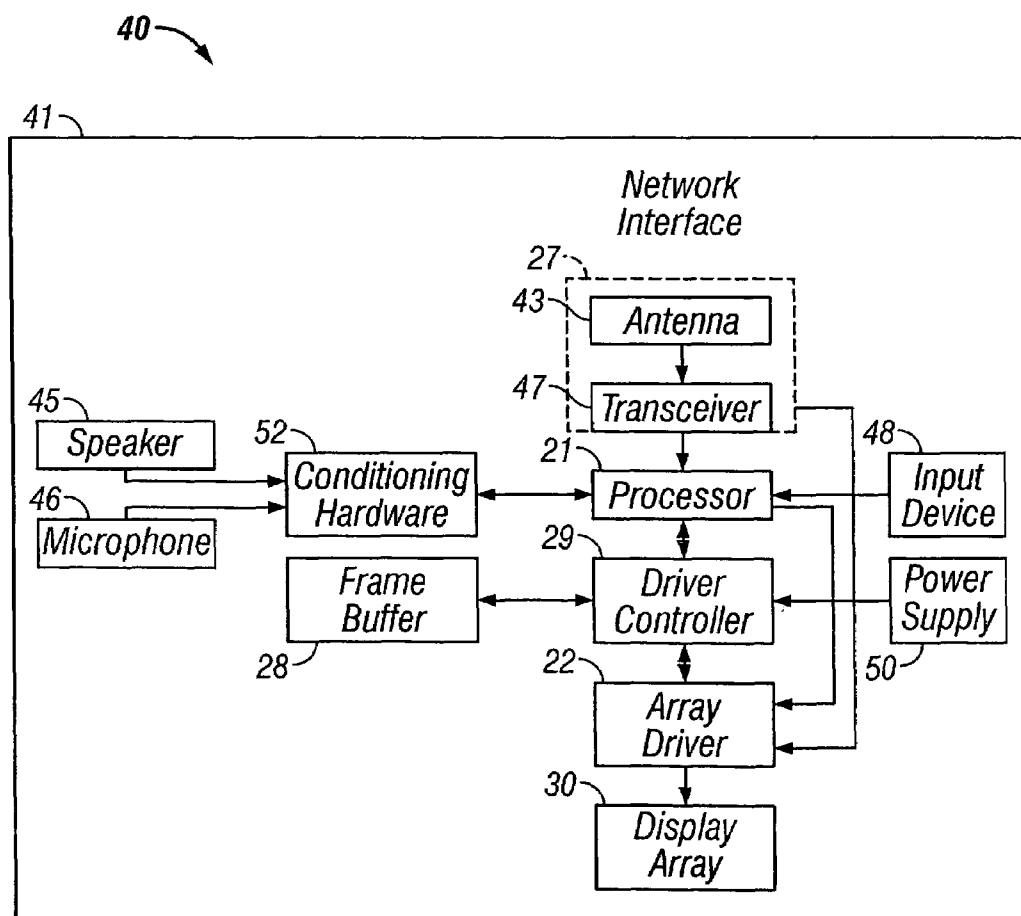 40
41
Network
Interface
27
43
Antenna
47
Transceiver
45
Speaker
52
Conditioning
Hardware
21
Processor
48
Input
Device
46
Microphone
29
Driver
Controller
Frame
Buffer
28
Power
Supply
50
22
Array
Driver
30
Display
Array